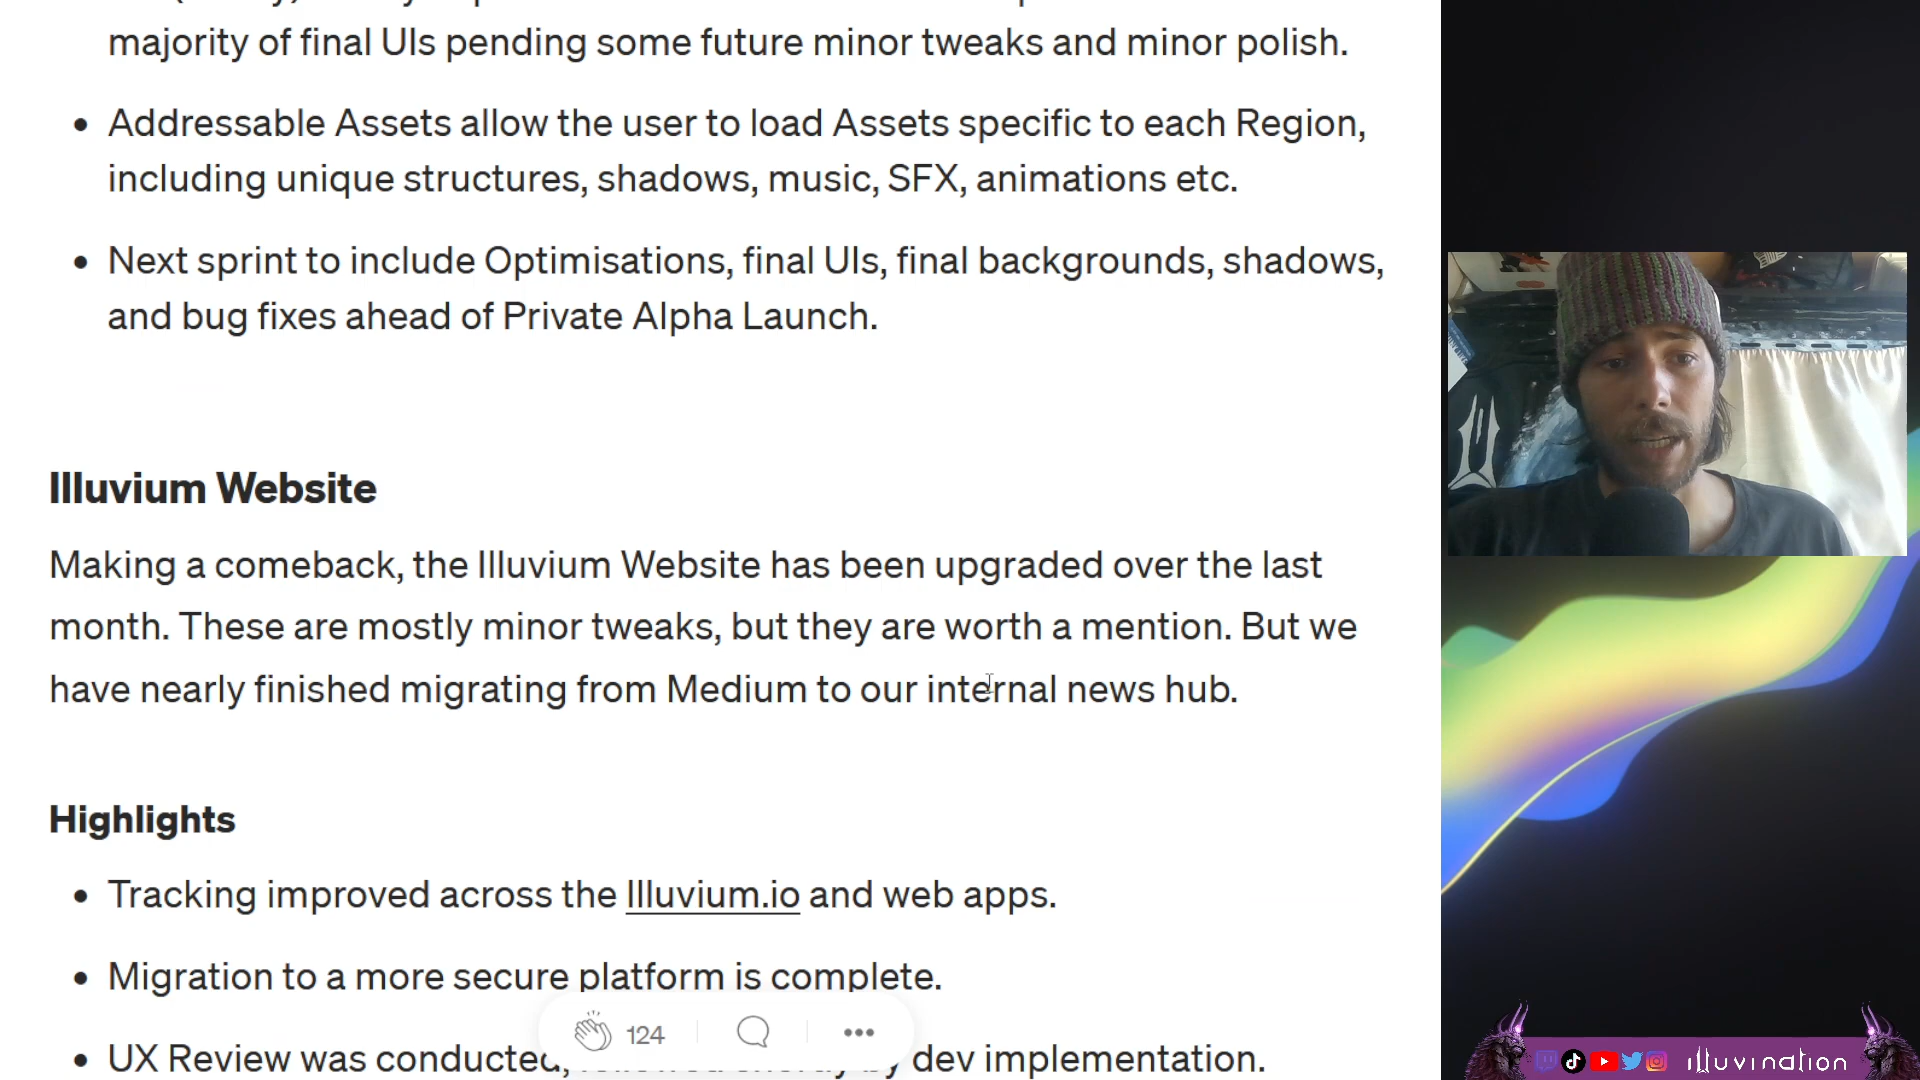 majority of final UIs pending some future minor tweaks and minor polish.
• Addressable Assets allow the user to load Assets specific to each Region,
including unique structures, shadows, music, SFX, animations etc.
• Next sprint to include Optimisations, final UIs, final backgrounds, shadows,
and bug fixes ahead of Private Alpha Launch.
Illuvium Website
Making a comeback, the Illuvium Website has been upgraded over the last
month. These are mostly minor tweaks, but they are worth a mention. But we
have nearly finished migrating from Medium to our internal news hub.
Highlights
• Tracking improved across the Illuvium.io and web apps.
• Migration to a more secure platform is complete.
124
• UX Review was conducted, by dev implementation.
illuvination